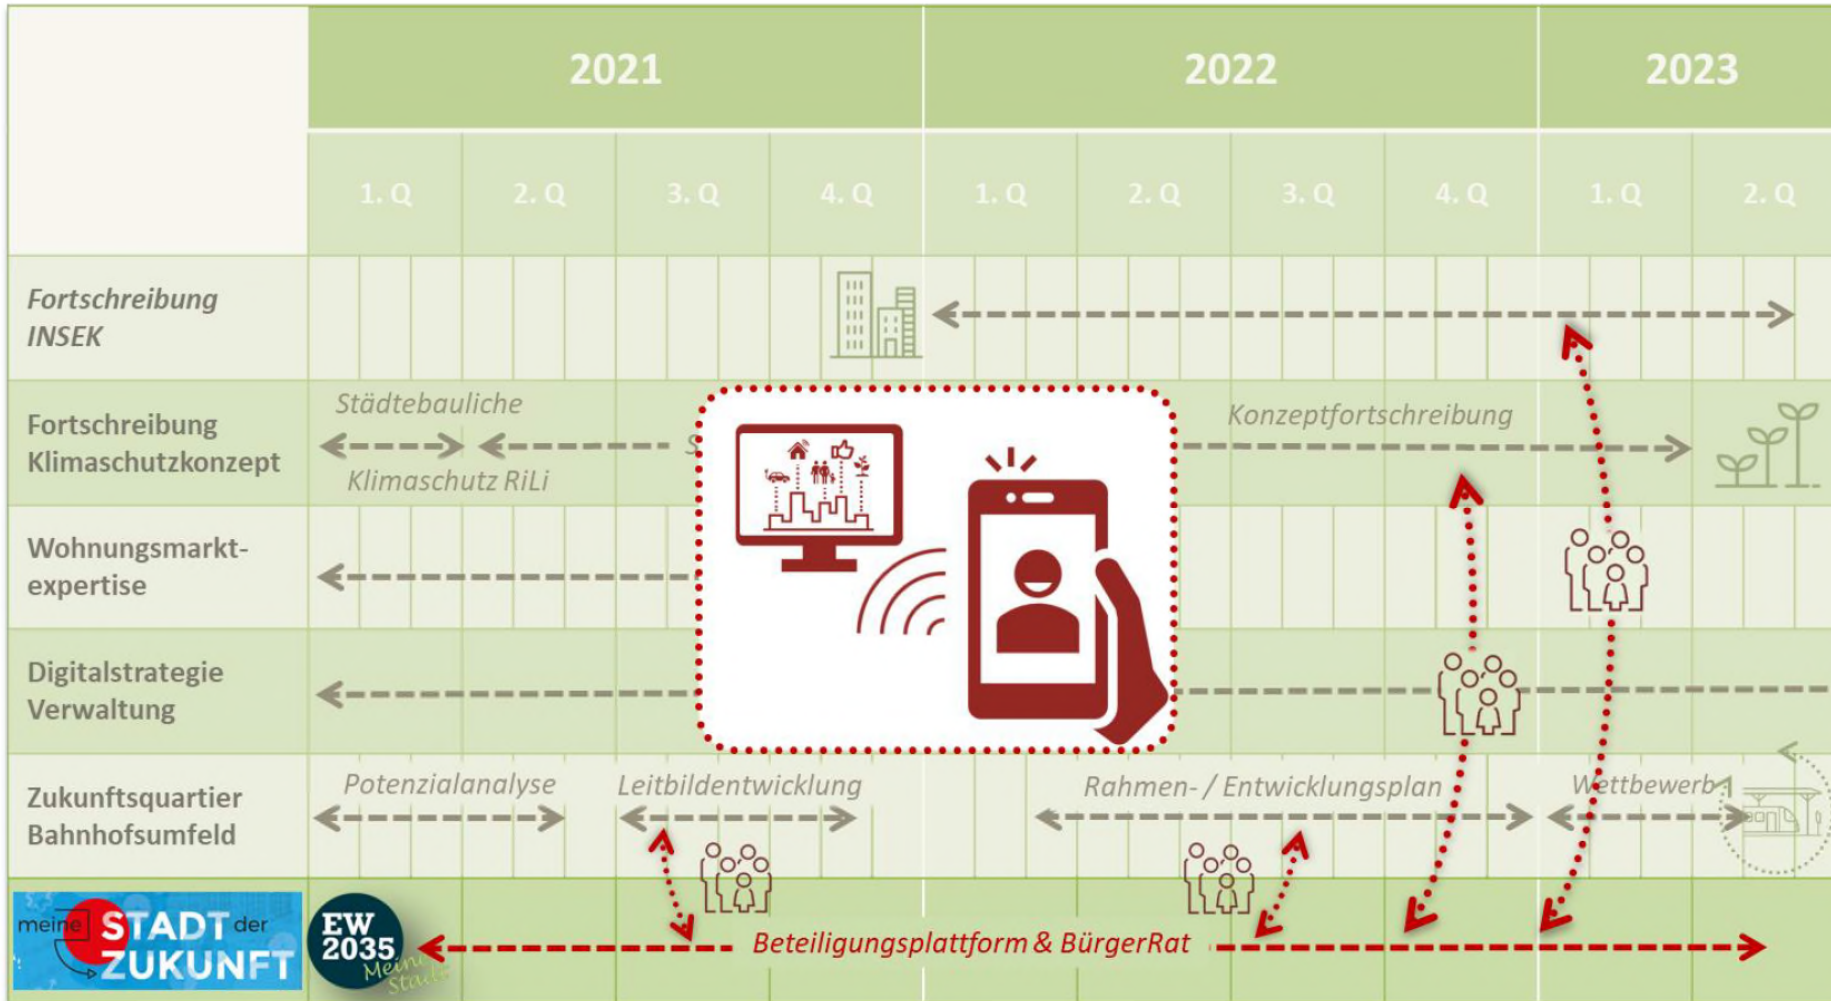 2021 2022 2023
1. Q 2. Q 3. Q 4. Q 1. Q 2. Q 3. Q 4. Q 1. Q 2. Q
Fortschreibung
INSEK
Fortschreibung
Klimaschutzkonzept
Städtebauliche
Klimaschutz RiLi
S
Konzeptfortschreibung
Wohnungsmarkt-
expertise
Digitalstrategie
Verwaltung
Zukunftsquartier
Bahnhofsumfeld
Potenzialanalyse
Leitbildentwicklung
Rahmen- / Entwicklungsplan
Wettbewerb
meine STADT der
ZUKUNFT
EW
2035
Meine
Stadt
Beteiligungsplattform & BürgerRat